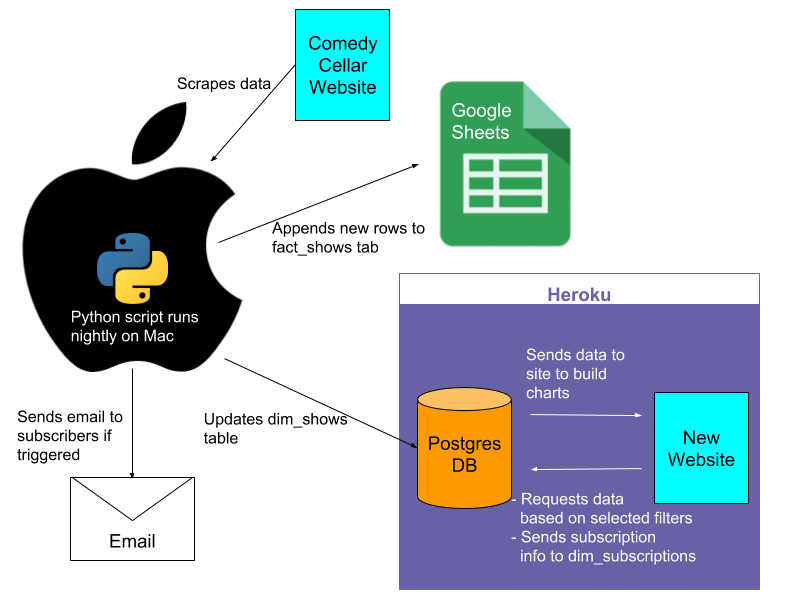 Comedy
Cellar
Website
Scrapes data
Google
Sheets
Appends new rows to
fact_shows tab
Python script runs
nightly on Mac
Heroku
Sends data to
site to build
charts
Sends email to
subscribers if
triggered
Updates dim_shows
table
Postgres
DB
New
Website
- Requests data
based on selected filters
- Sends subscription
info to dim_subscriptions
Email